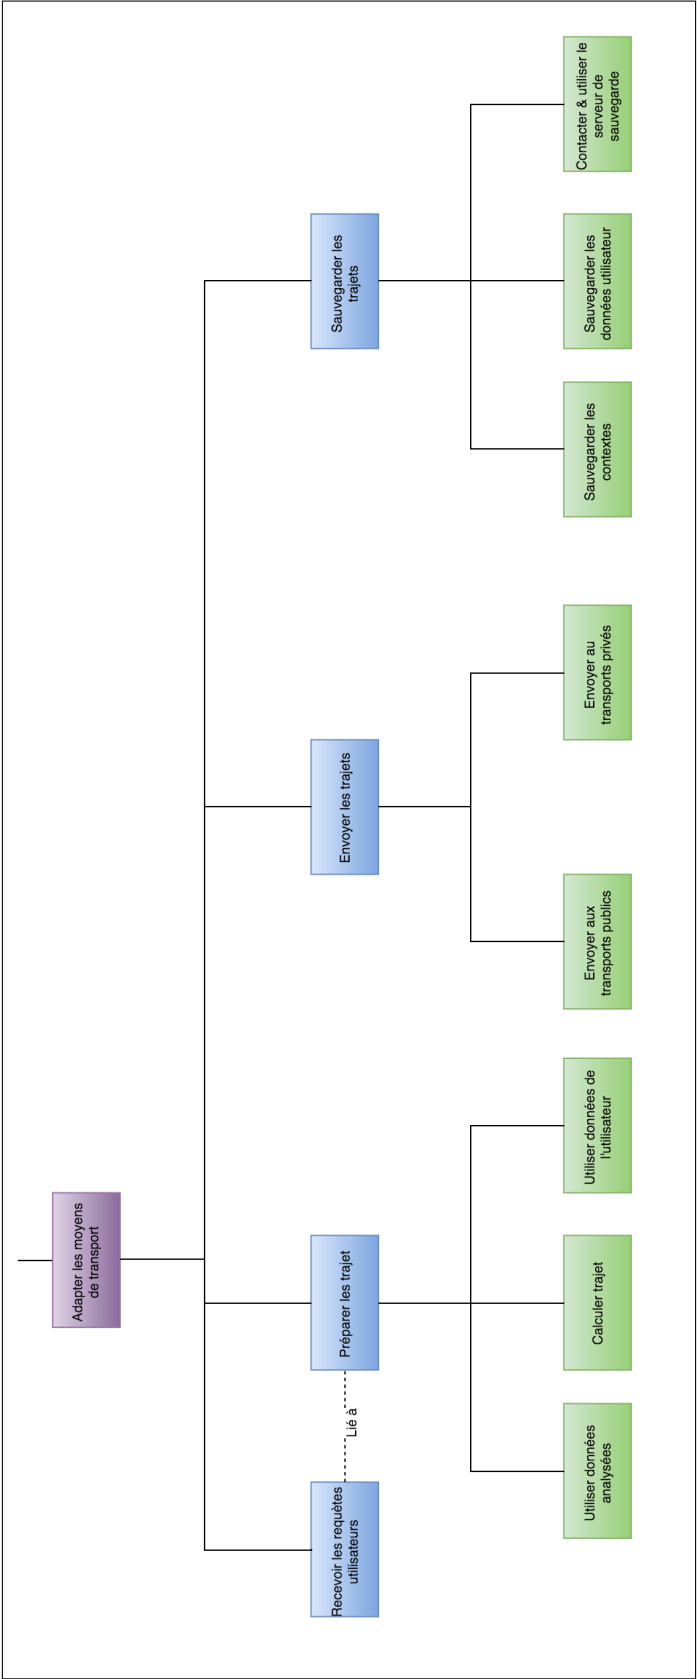 Adapter les moyens
de transport
Recevoir les requètes
utilisateurs
Lié à
Préparer les trajet
Envoyer les trajets
Sauvegarder les
trajets
Utiliser données
analysées
Calculer trajet
Utiliser données de
l'utilisateur
Envoyer aux
transports publics
Envoyer au
transports privés
Sauvegarder les
contextes
Sauvegarder les
données utilisateur
Contacter & utiliser le
serveur de
sauvegarde